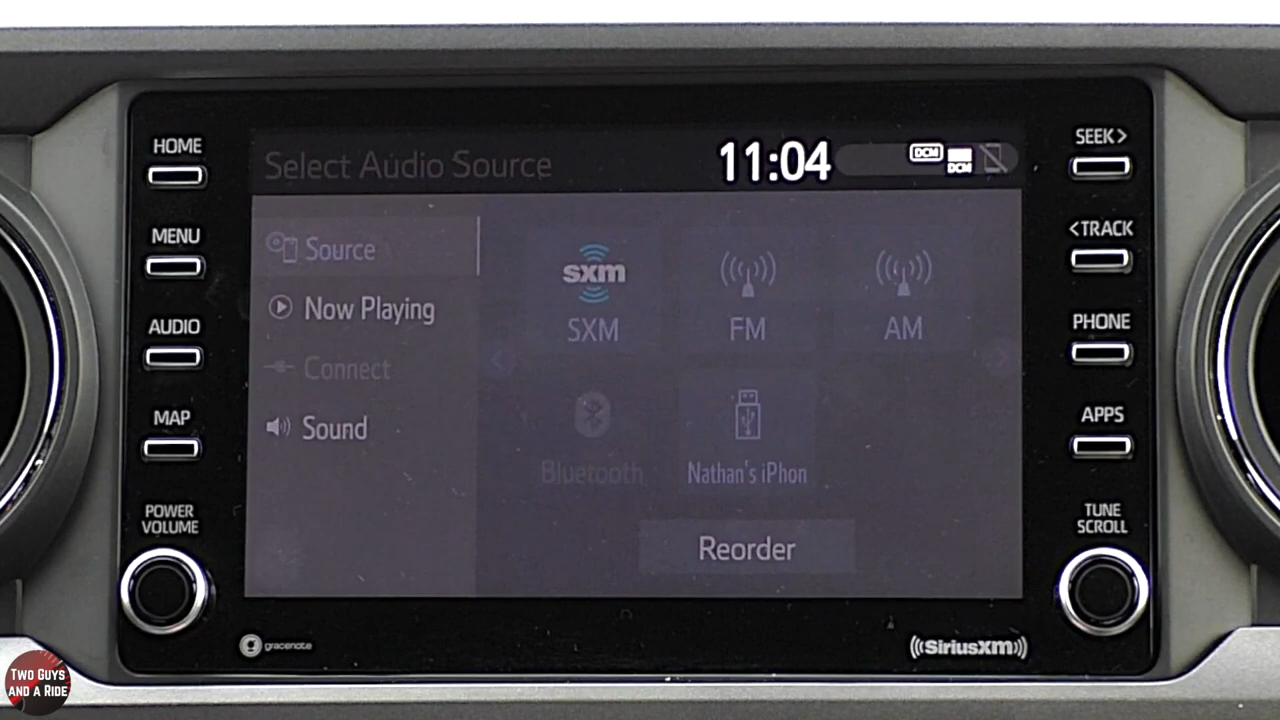 HOME
MENU
AUDIO
MAP
POWER
VOLUME
Select Audio Source
11:04
DCM
DCM
Source
Now Playing
Connect
Sound
sxm
SXM
FM
AM
Bluetooth
Nathan's iPhon
Reorder
SEEK>
<TRACK
PHONE
APPS
TUNE
SCROLL
gracenote
((SiriusXM))
TWO GUYS
AND A RIDE